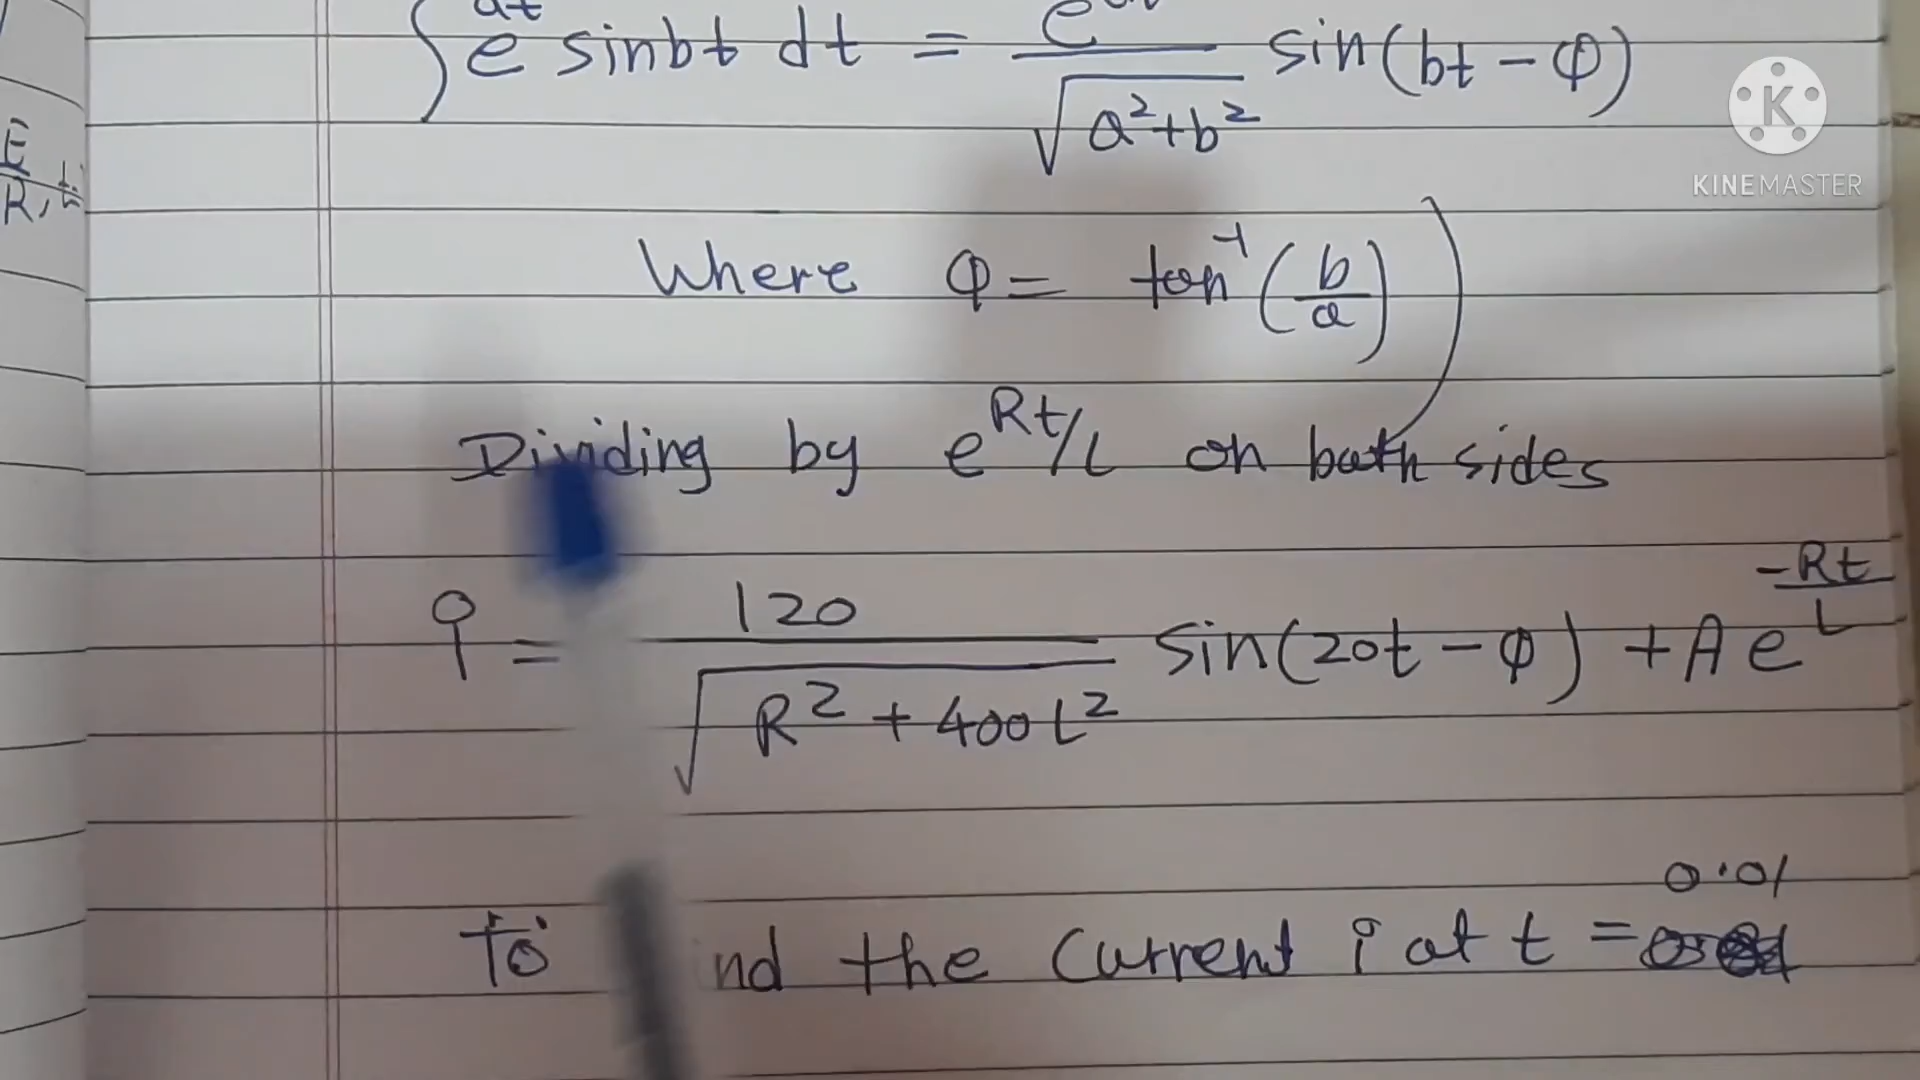 ∫e^at sinbt dt = e^at/√(a²+b²) sin(bt - φ)
E/R, t
KINEMASTER
Where φ = tan⁻¹(b/a))
Dividing by e^Rt/L on both sides
i = 120/√(R² + 400L²) sin(20t - φ) + A e^-Rt/L
0.01
To nd the current i at t =